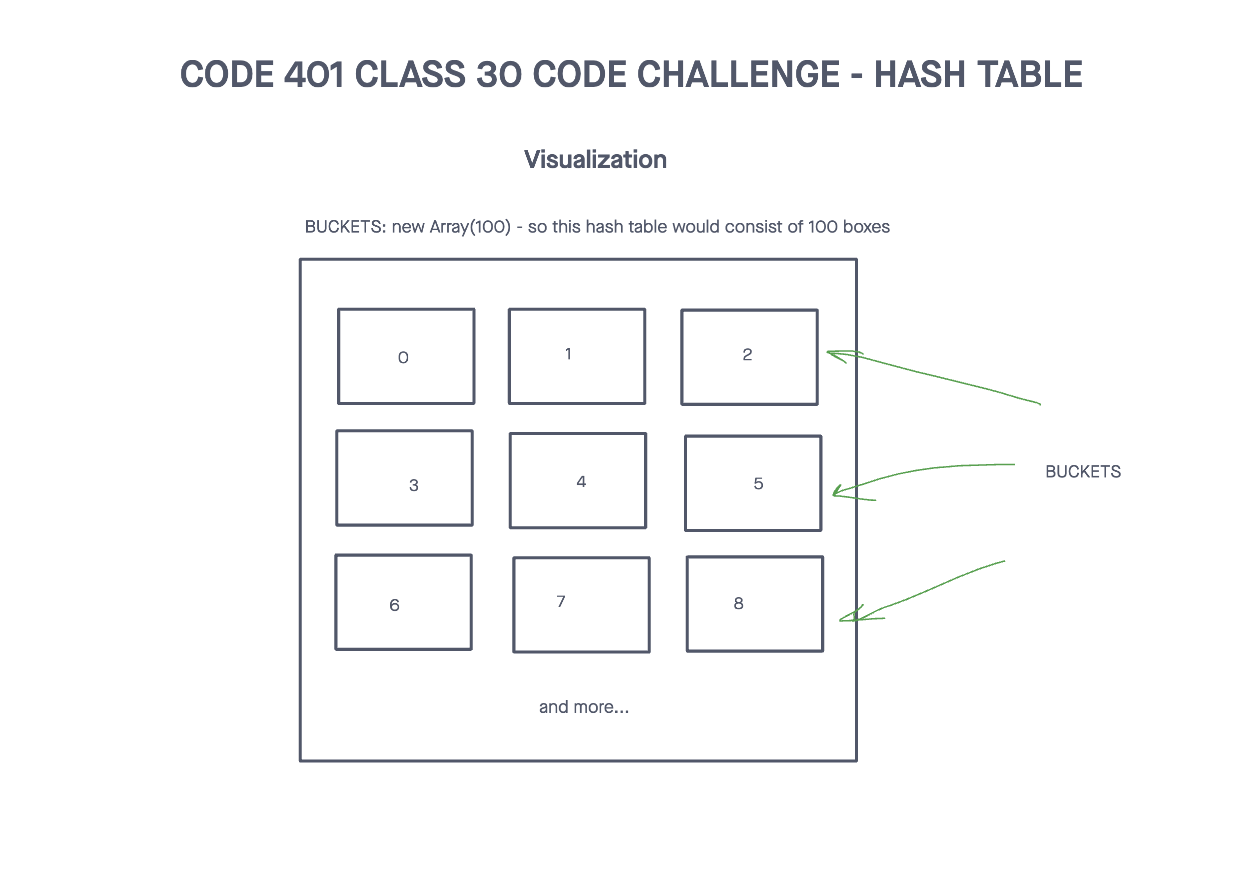 CODE 401 CLASS 30 CODE CHALLENGE - HASH TABLE
Visualization
BUCKETS: new Array(100) - so this hash table would consist of 100 boxes
0
1
2
3
4
5
BUCKETS
6
7
8
and more...